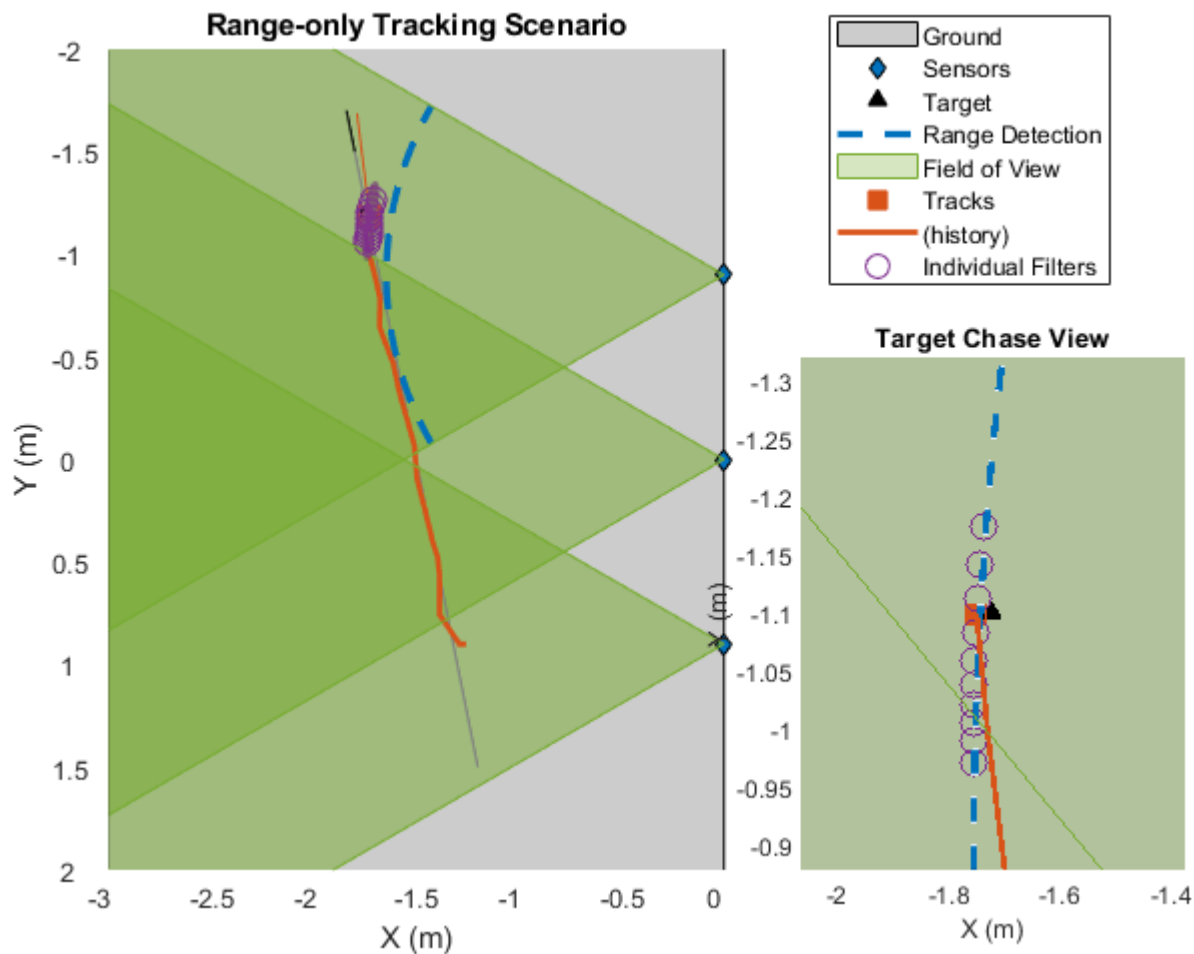 Range-only Tracking Scenario
-2
-1.5
-1
-0.5
0
0.5
1
1.5
2
Y (m)
-3
-2.5
-2
-1.5
-1
-0.5
0
X (m)
Ground
Sensors
Target
Range Detection
Field of View
Tracks
(history)
Individual Filters
Target Chase View
-1.3
-1.25
-1.2
-1.15
-1.1
-1.05
-1
-0.95
-0.9
Y (m)
-2
-1.8
-1.6
-1.4
X (m)